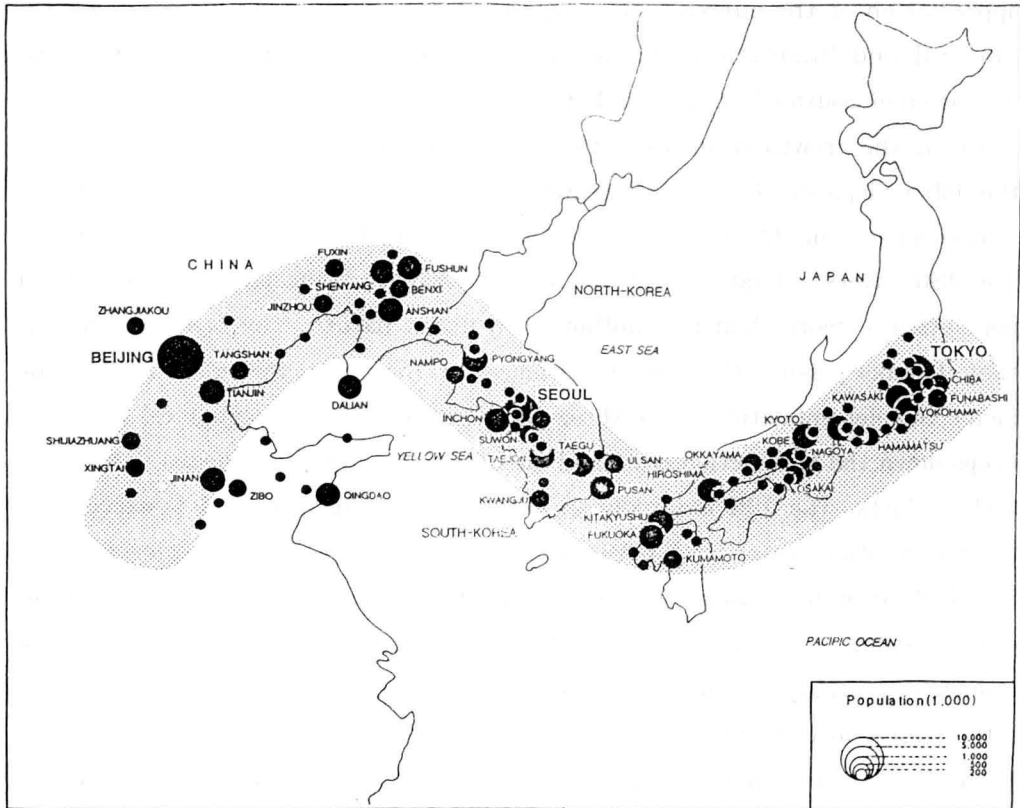 CHINA
FUXIN
SHENYANG
FUSHUN
BENXI
JINZHOU
ANSHAN
ZHANGJIAKOU
BEIJING
TANGSHAN
TIANJIN
DALIAN
SHIJIAZHUANG
XINGTAI
JINAN
ZIBO
QINGDAO
YELLOW SEA
NORTH-KOREA
EAST SEA
NAMPO
PYONGYANG
SEOUL
INCHON
SUWON
TAEJON
TAEGU
ULSAN
KWANGJU
PUSAN
SOUTH-KOREA
JAPAN
TOKYO
CHIBA
KAWASAKI
FUNABASHI
YOKOHAMA
KYOTO
KOBE
NAGOYA
HAMAMATSU
OKKAYAMA
HIROSHIMA
OSAKAI
KITAKYUSHU
FUKUOKA
KUMAMOTO
PACIFIC OCEAN
Population (1,000)
10,000
5,000
1,000
500
200